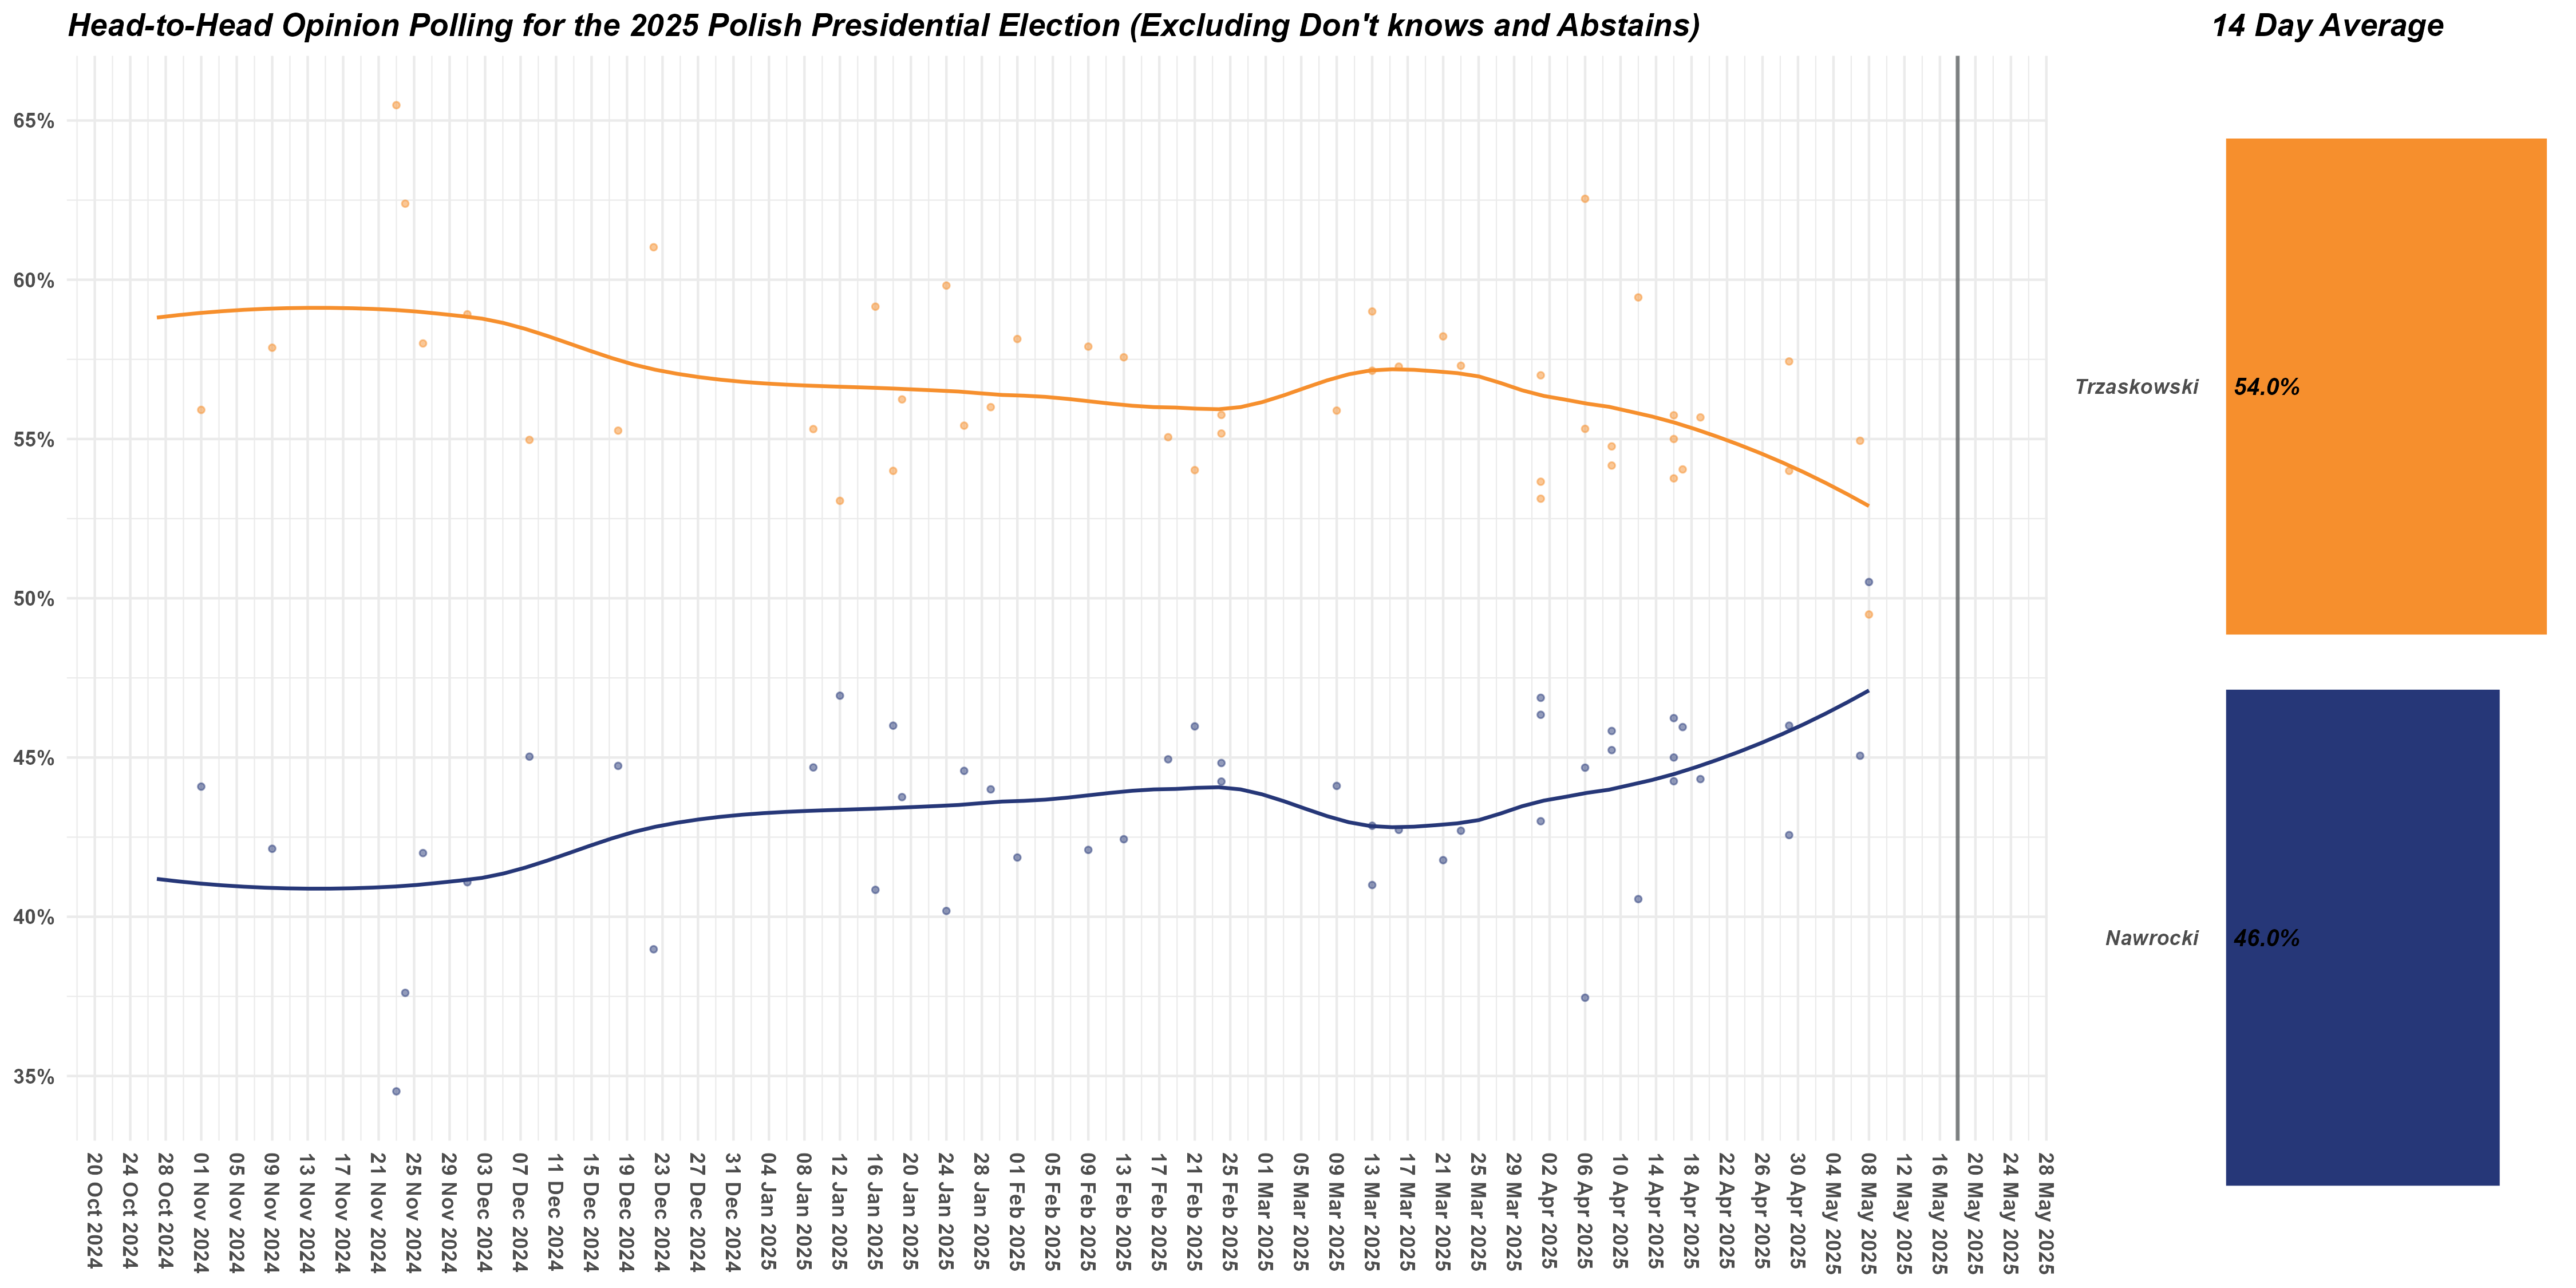 Head-to-Head Opinion Polling for the 2025 Polish Presidential Election (Excluding Don't knows and Abstains)
14 Day Average
65%
60%
55%
50%
45%
40%
35%
20 Oct 2024
24 Oct 2024
28 Oct 2024
01 Nov 2024
05 Nov 2024
09 Nov 2024
13 Nov 2024
17 Nov 2024
21 Nov 2024
25 Nov 2024
29 Nov 2024
03 Dec 2024
07 Dec 2024
11 Dec 2024
15 Dec 2024
19 Dec 2024
23 Dec 2024
27 Dec 2024
31 Dec 2024
04 Jan 2025
08 Jan 2025
12 Jan 2025
16 Jan 2025
20 Jan 2025
24 Jan 2025
28 Jan 2025
01 Feb 2025
05 Feb 2025
09 Feb 2025
13 Feb 2025
17 Feb 2025
21 Feb 2025
25 Feb 2025
01 Mar 2025
05 Mar 2025
09 Mar 2025
13 Mar 2025
17 Mar 2025
21 Mar 2025
25 Mar 2025
29 Mar 2025
02 Apr 2025
06 Apr 2025
10 Apr 2025
14 Apr 2025
18 Apr 2025
22 Apr 2025
26 Apr 2025
30 Apr 2025
04 May 2025
08 May 2025
12 May 2025
16 May 2025
20 May 2025
24 May 2025
28 May 2025
Trzaskowski
54.0%
Nawrocki
46.0%